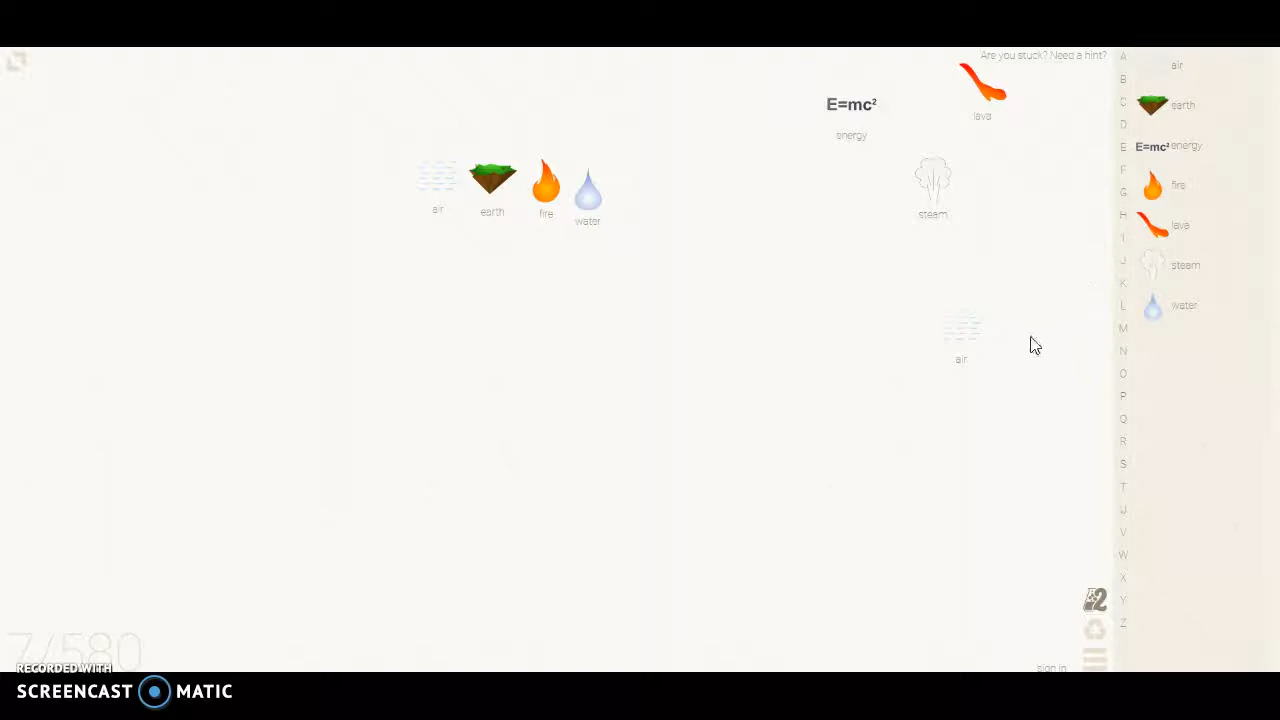 Are you stuck? Need a hint?
E=mc²
energy
lava
air
earth
fire
water
steam
air
A
B
C
D
E
F
G
H
I
J
K
L
M
N
O
P
Q
R
S
T
U
V
W
X
Y
Z
air
earth
E=mc² energy
fire
lava
steam
water
7/580
sign in
RECORDED WITH
SCREENCAST MATIC